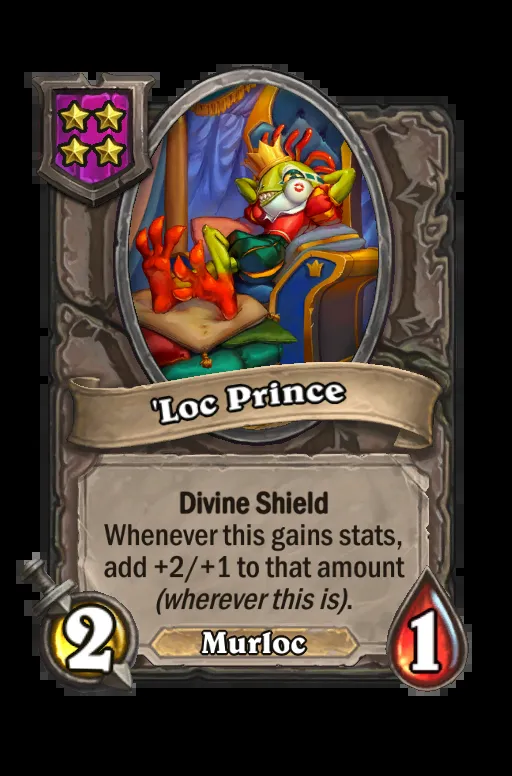 'Loc Prince
Divine Shield
Whenever this gains stats,
add +2/+1 to that amount
(wherever this is).
Murloc
2
1